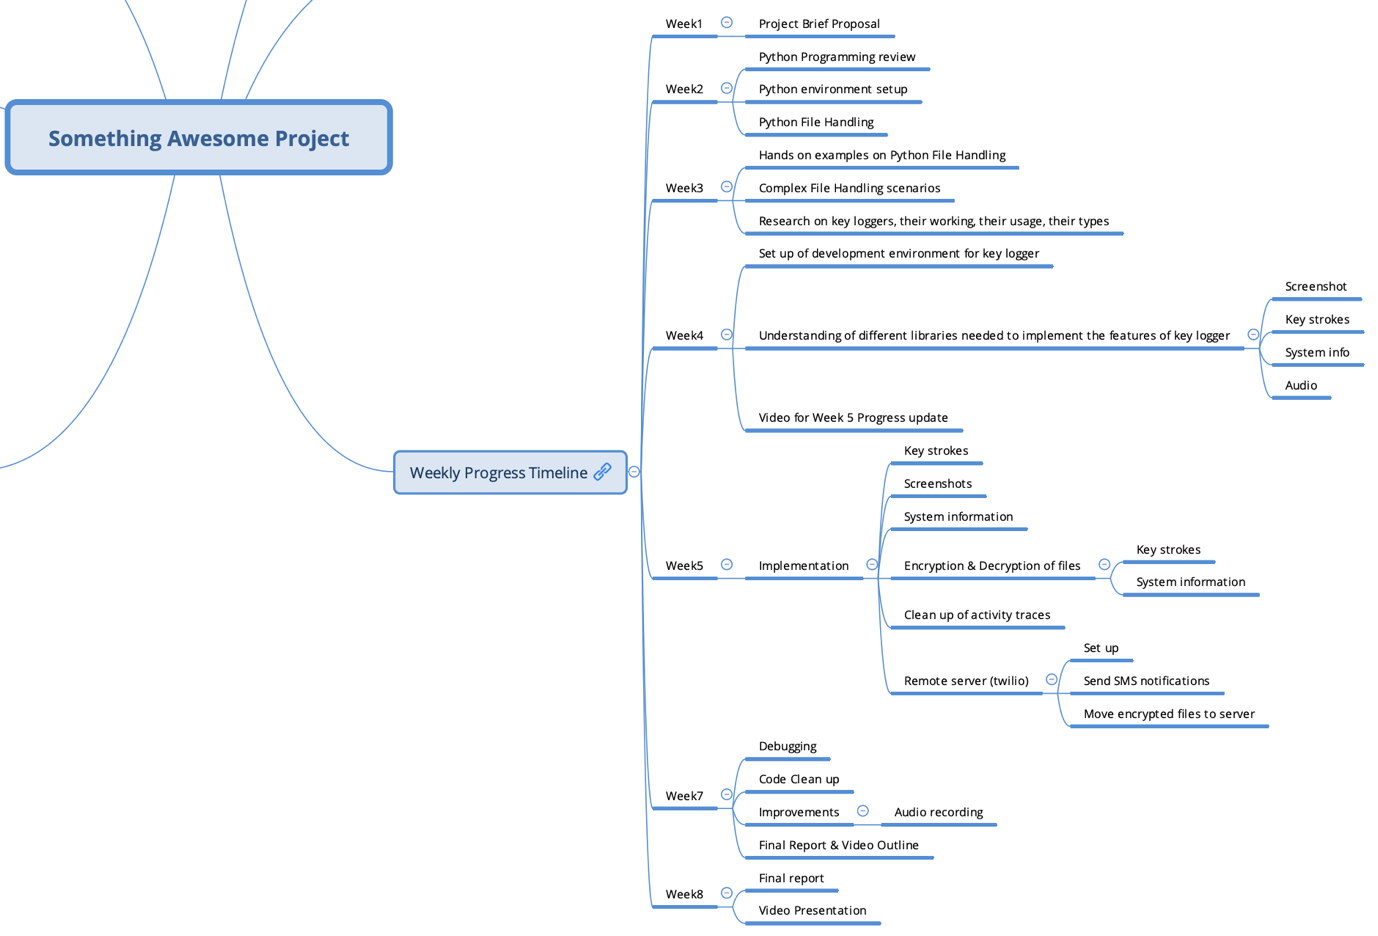 Something Awesome Project
Weekly Progress Timeline
Week1
Project Brief Proposal
Week2
Python Programming review
Python environment setup
Python File Handling
Week3
Hands on examples on Python File Handling
Complex File Handling scenarios
Research on key loggers, their working, their usage, their types
Week4
Set up of development environment for key logger
Understanding of different libraries needed to implement the features of key logger
Screenshot
Key strokes
System info
Audio
Video for Week 5 Progress update
Week5
Implementation
Key strokes
Screenshots
System information
Encryption & Decryption of files
Key strokes
System information
Clean up of activity traces
Remote server (twilio)
Set up
Send SMS notifications
Move encrypted files to server
Week7
Debugging
Code Clean up
Improvements
Audio recording
Final Report & Video Outline
Week8
Final report
Video Presentation